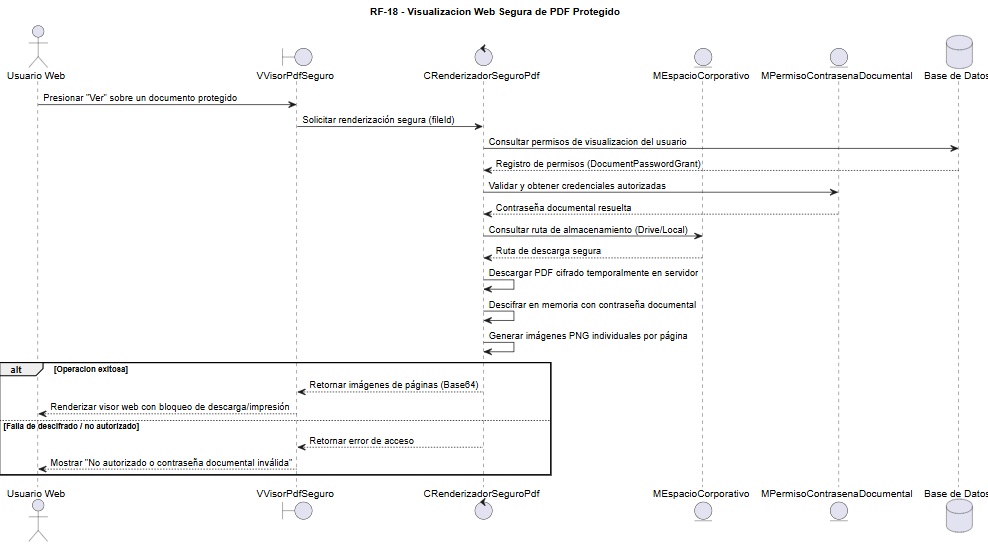 RF-18 - Visualizacion Web Segura de PDF Protegido
Usuario Web
VVisorPdfSeguro
CRenderizadorSeguroPdf
MEspacioCorporativo
MPermisoContrasenaDocumental
Base de Datos
Presionar "Ver" sobre un documento protegido
Solicitar renderización segura (fileId)
Consultar permisos de visualizacion del usuario
Registro de permisos (DocumentPasswordGrant)
Validar y obtener credenciales autorizadas
Contraseña documental resuelta
Consultar ruta de almacenamiento (Drive/Local)
Ruta de descarga segura
Descargar PDF cifrado temporalmente en servidor
Descifrar en memoria con contraseña documental
Generar imágenes PNG individuales por página
alt
[Operacion exitosa]
Retornar imágenes de páginas (Base64)
Renderizar visor web con bloqueo de descarga/impresión
[Falla de descifrado / no autorizado]
Retornar error de acceso
Mostrar "No autorizado o contraseña documental inválida"
Usuario Web
VVisorPdfSeguro
CRenderizadorSeguroPdf
MEspacioCorporativo
MPermisoContrasenaDocumental
Base de Datos